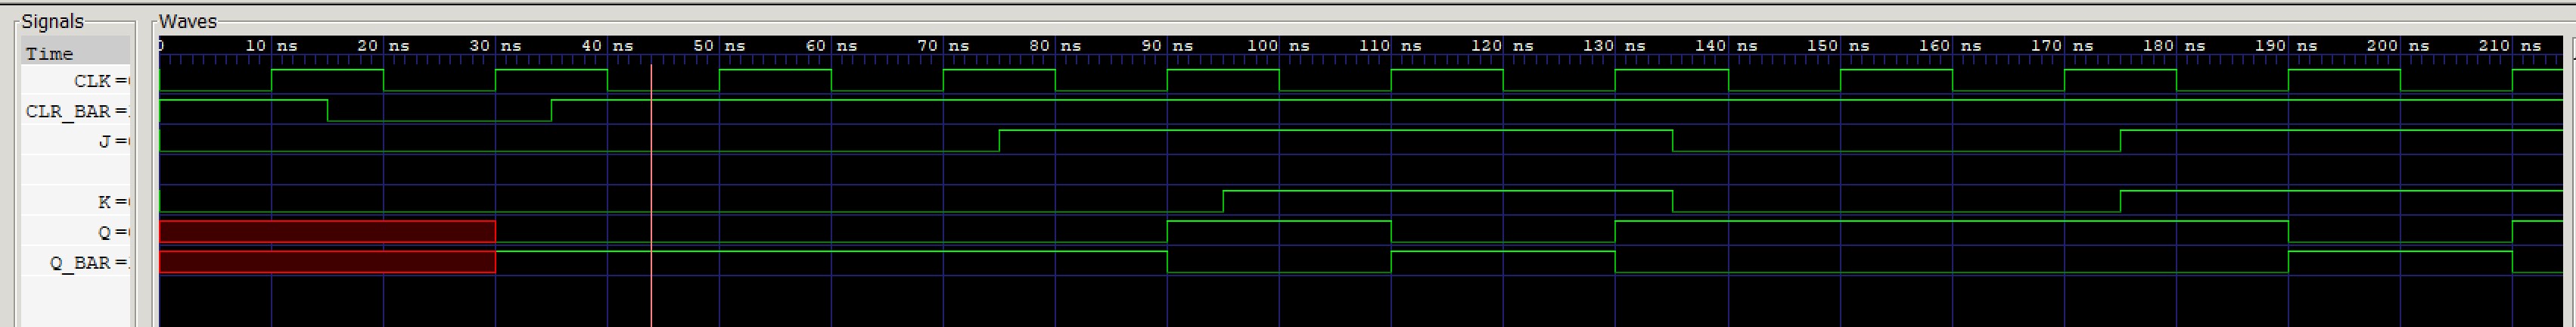 Signals Waves
Time 0 10 ns 20 ns 30 ns 40 ns 50 ns 60 ns 70 ns 80 ns 90 ns 100 ns 110 ns 120 ns 130 ns 140 ns 150 ns 160 ns 170 ns 180 ns 190 ns 200 ns 210 ns
CLK =
CLR_BAR =
J =
K =
Q =
Q_BAR =